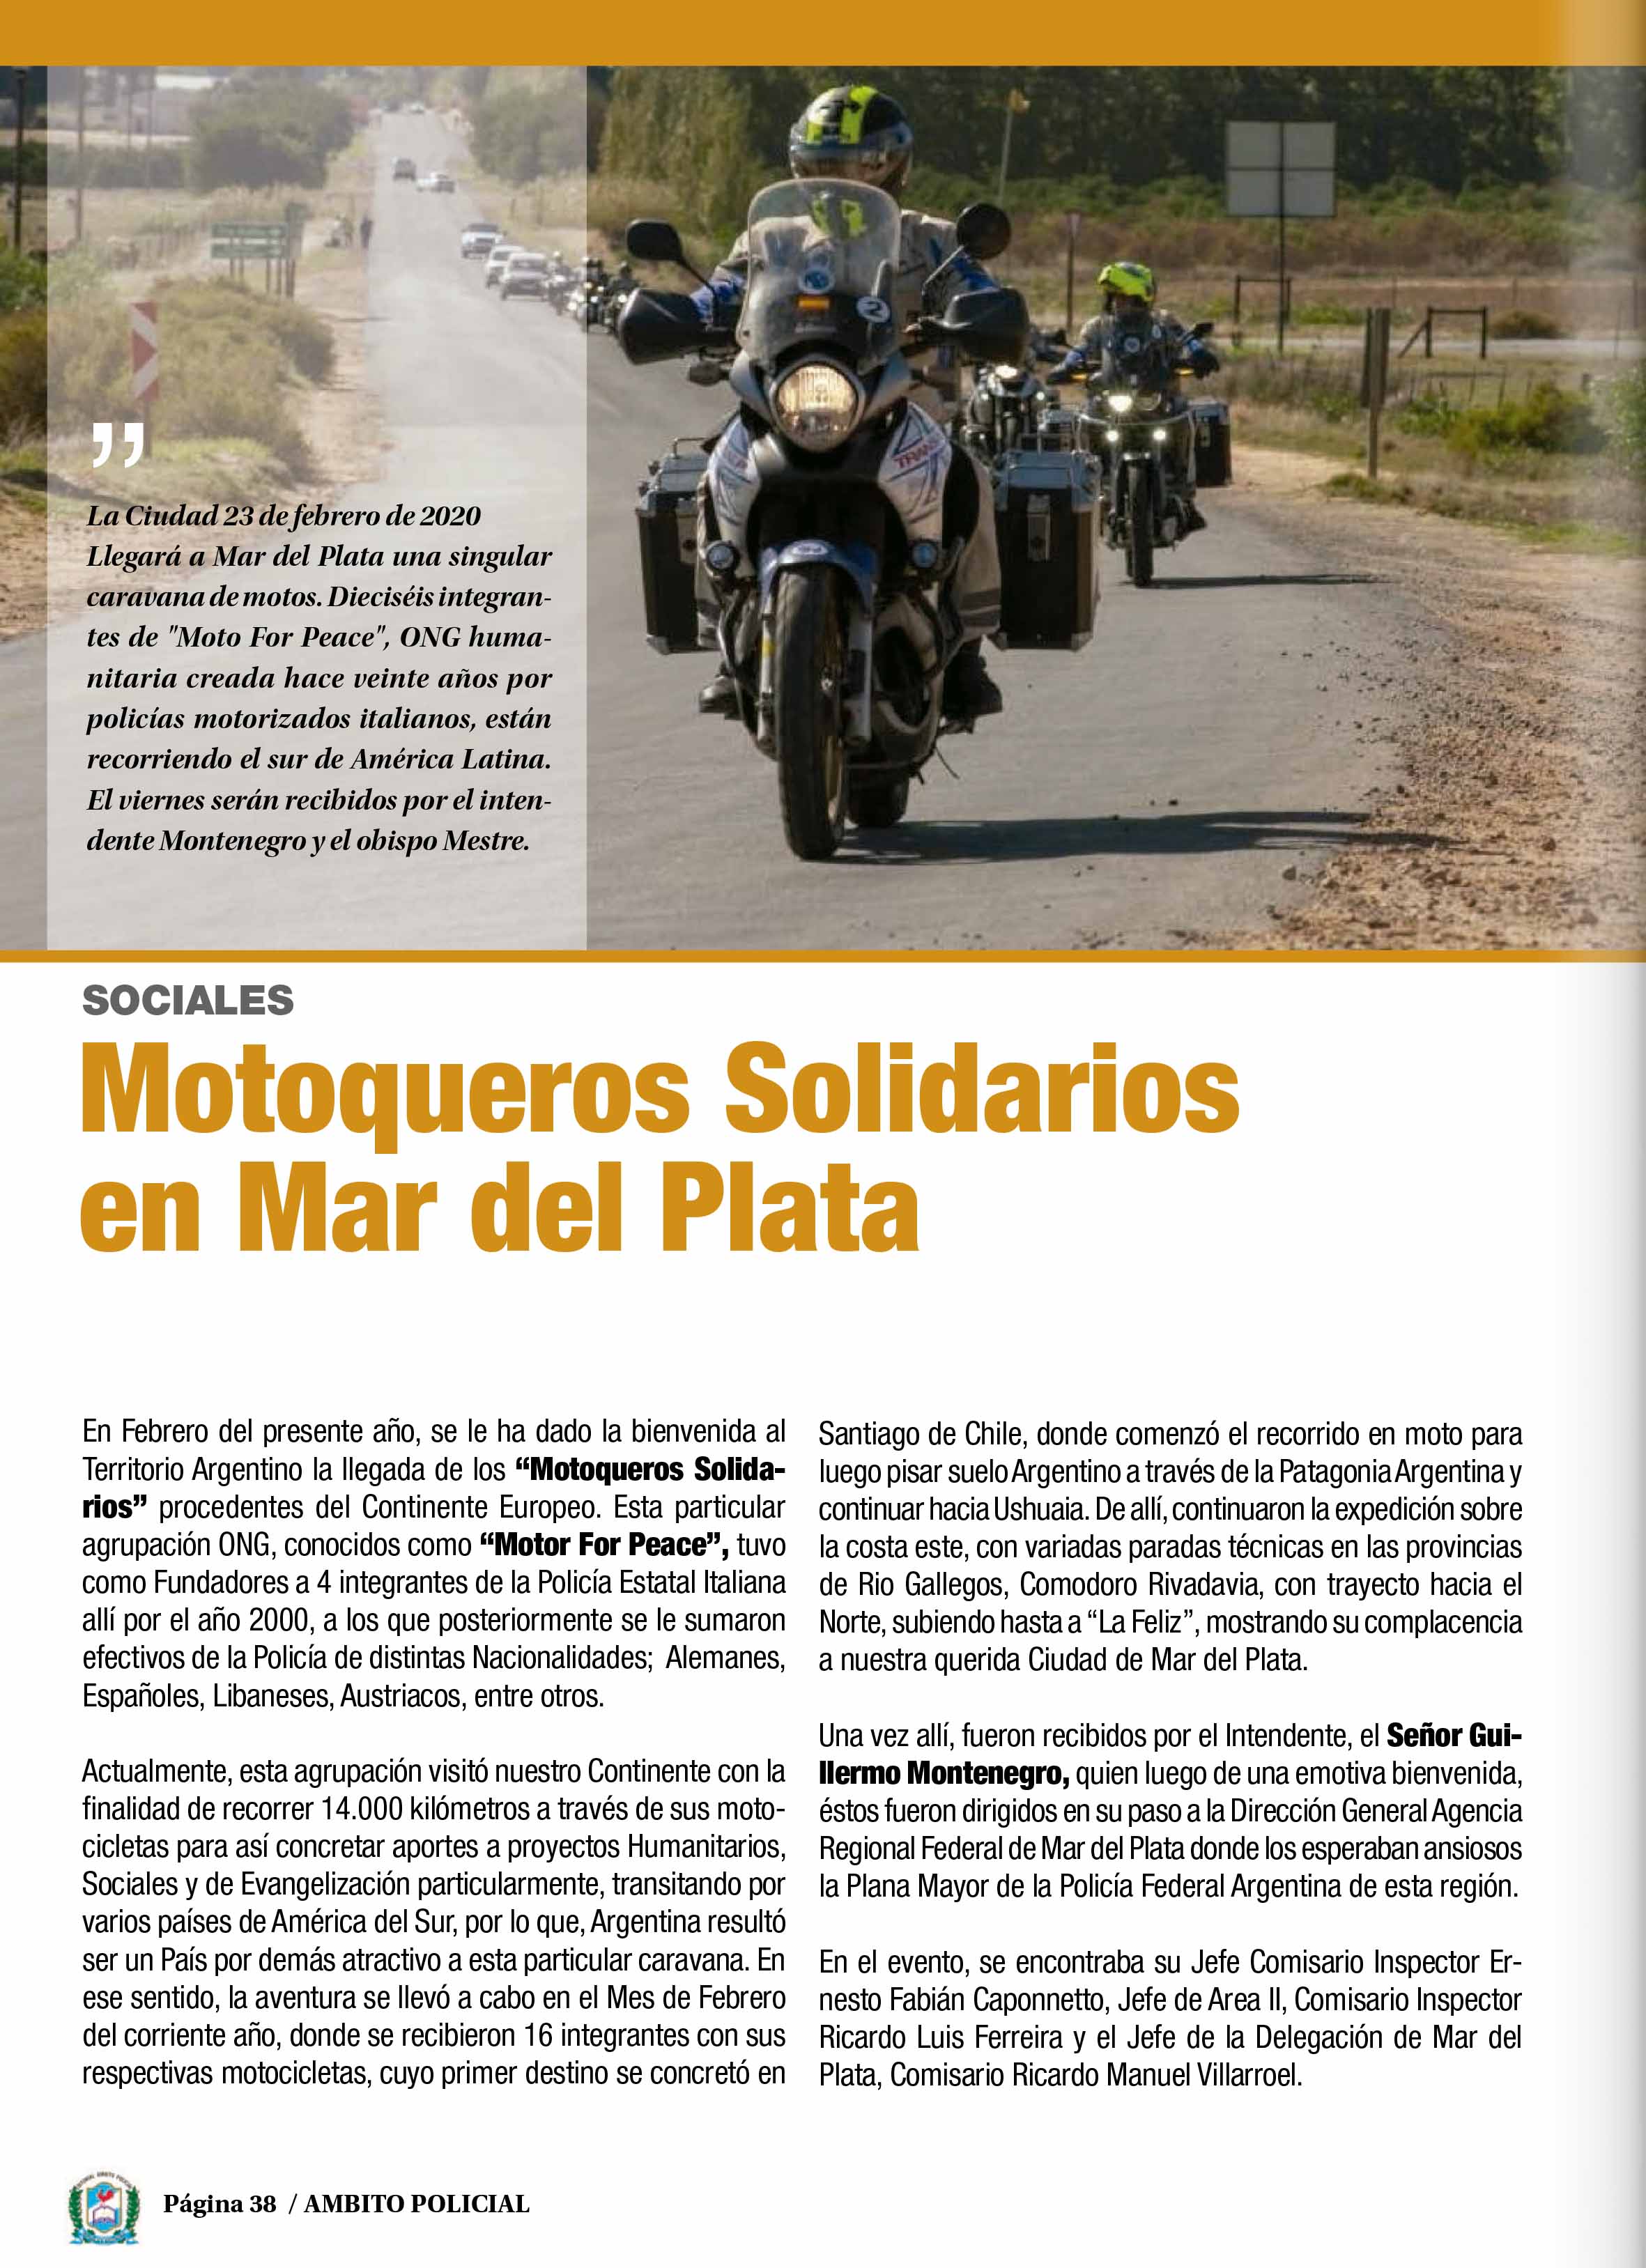 ”
La Ciudad 23 de febrero de 2020
Llegará a Mar del Plata una singular
caravana de motos. Dieciséis integran-
tes de "Moto For Peace", ONG huma-
nitaria creada hace veinte años por
policías motorizados italianos, están
recorriendo el sur de América Latina.
El viernes serán recibidos por el inten-
dente Montenegro y el obispo Mestre.
2
TRAN
SOCIALES
Motoqueros Solidarios
en Mar del Plata
En Febrero del presente año, se le ha dado la bienvenida al
Territorio Argentino la llegada de los “Motoqueros Solida-
rios” procedentes del Continente Europeo. Esta particular
agrupación ONG, conocidos como “Motor For Peace”, tuvo
como Fundadores a 4 integrantes de la Policía Estatal Italiana
allí por el año 2000, a los que posteriormente se le sumaron
efectivos de la Policía de distintas Nacionalidades; Alemanes,
Españoles, Libaneses, Austriacos, entre otros.
Actualmente, esta agrupación visitó nuestro Continente con la
finalidad de recorrer 14.000 kilómetros a través de sus moto-
cicletas para así concretar aportes a proyectos Humanitarios,
Sociales y de Evangelización particularmente, transitando por
varios países de América del Sur, por lo que, Argentina resultó
ser un País por demás atractivo a esta particular caravana. En
ese sentido, la aventura se llevó a cabo en el Mes de Febrero
del corriente año, donde se recibieron 16 integrantes con sus
respectivas motocicletas, cuyo primer destino se concretó en
Santiago de Chile, donde comenzó el recorrido en moto para
luego pisar suelo Argentino a través de la Patagonia Argentina y
continuar hacia Ushuaia. De allí, continuaron la expedición sobre
la costa este, con variadas paradas técnicas en las provincias
de Rio Gallegos, Comodoro Rivadavia, con trayecto hacia el
Norte, subiendo hasta a “La Feliz”, mostrando su complacencia
a nuestra querida Ciudad de Mar del Plata.
Una vez allí, fueron recibidos por el Intendente, el Señor Gui-
llermo Montenegro, quien luego de una emotiva bienvenida,
éstos fueron dirigidos en su paso a la Dirección General Agencia
Regional Federal de Mar del Plata donde los esperaban ansiosos
la Plana Mayor de la Policía Federal Argentina de esta región.
En el evento, se encontraba su Jefe Comisario Inspector Er-
nesto Fabián Caponnetto, Jefe de Area II, Comisario Inspector
Ricardo Luis Ferreira y el Jefe de la Delegación de Mar del
Plata, Comisario Ricardo Manuel Villarroel.
Página 38 / AMBITO POLICIAL